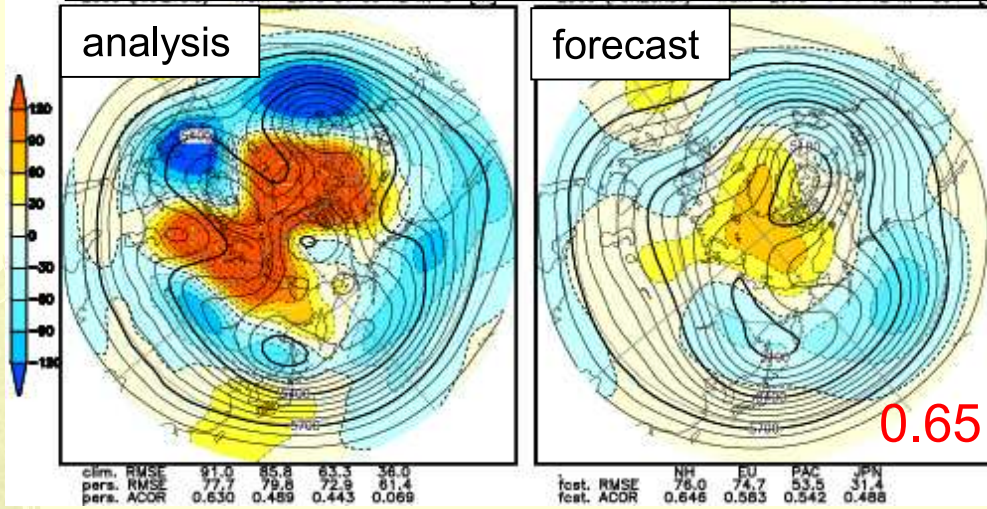 analysis
forecast
120
90
60
30
0
-30
-60
-90
-120
5400
5700
5100
5400
5700
0.65
clim. RMSE 91.0 85.8 63.3 36.0
pers. RMSE 77.7 79.8 72.9 61.4
pers. ACOR 0.630 0.489 0.443 0.069
NH EU PAC JPN
fcst. RMSE 76.0 74.7 53.5 31.4
fcst. ACOR 0.646 0.583 0.542 0.488